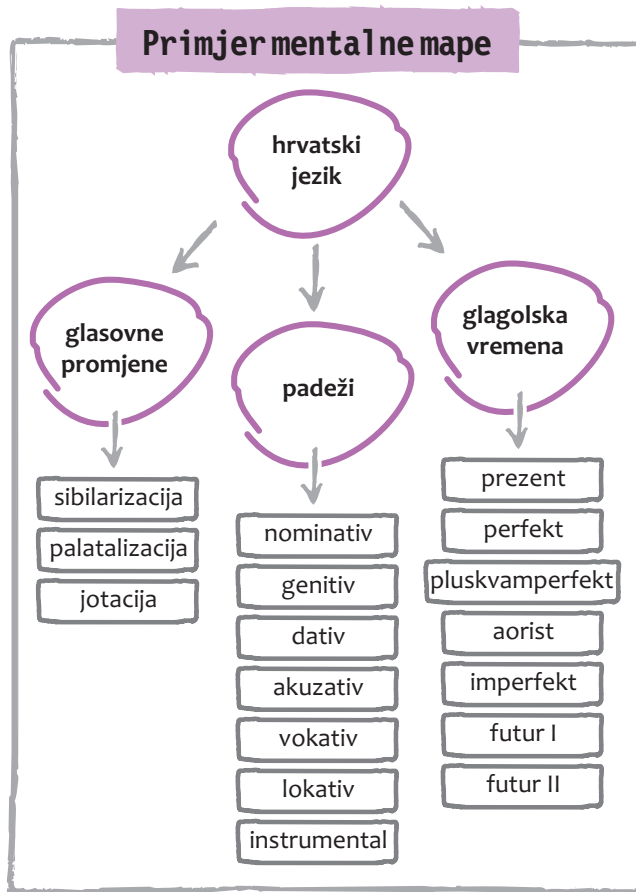 Primjer mentalne mape
hrvatski
jezik
glasovne
promjene
sibilarizacija
palatalizacija
jotacija
padeži
nominativ
genitiv
dativ
akuzativ
vokativ
lokativ
instrumental
glagolska
vremena
prezent
perfekt
pluskvamperfekt
aorist
imperfekt
futur I
futur II